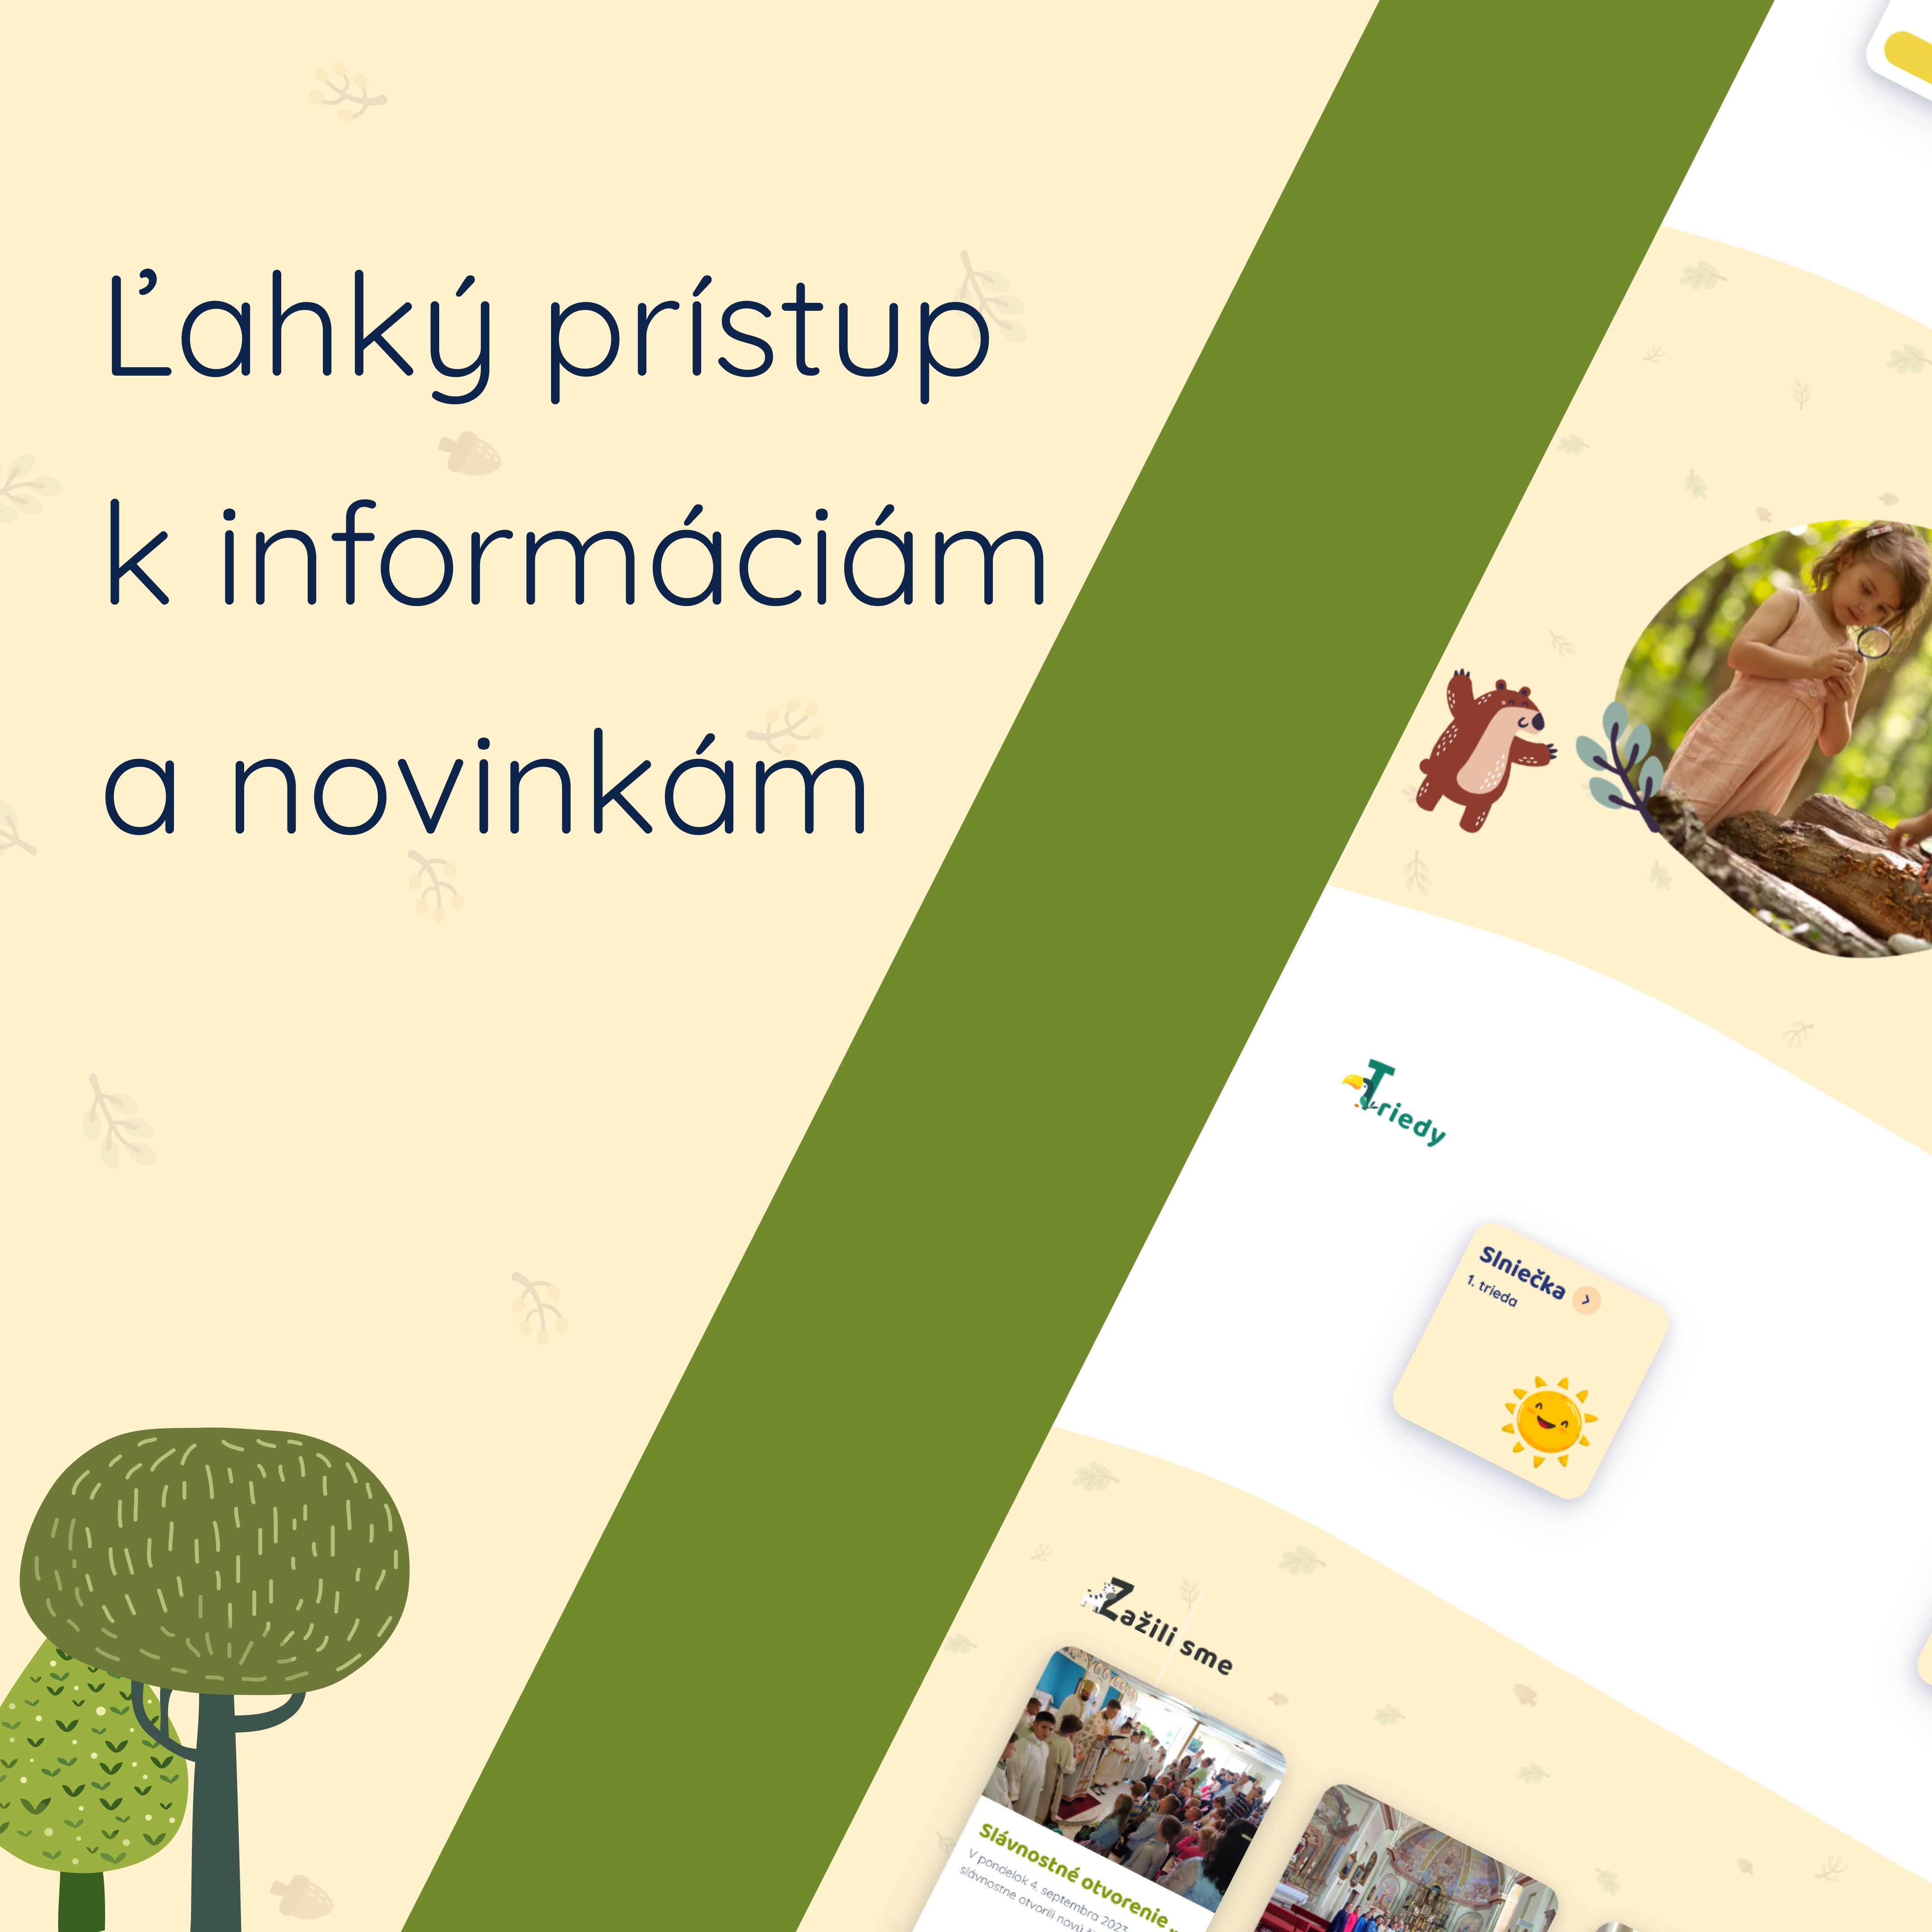 Ľahký prístup
k informáciám
a novinkám
Triedy
Slniečka
1. trieda
Zažili sme
Slávnostné otvorenie ..
V pondelok 4. septembra 2023
slávnostne otvorili nový